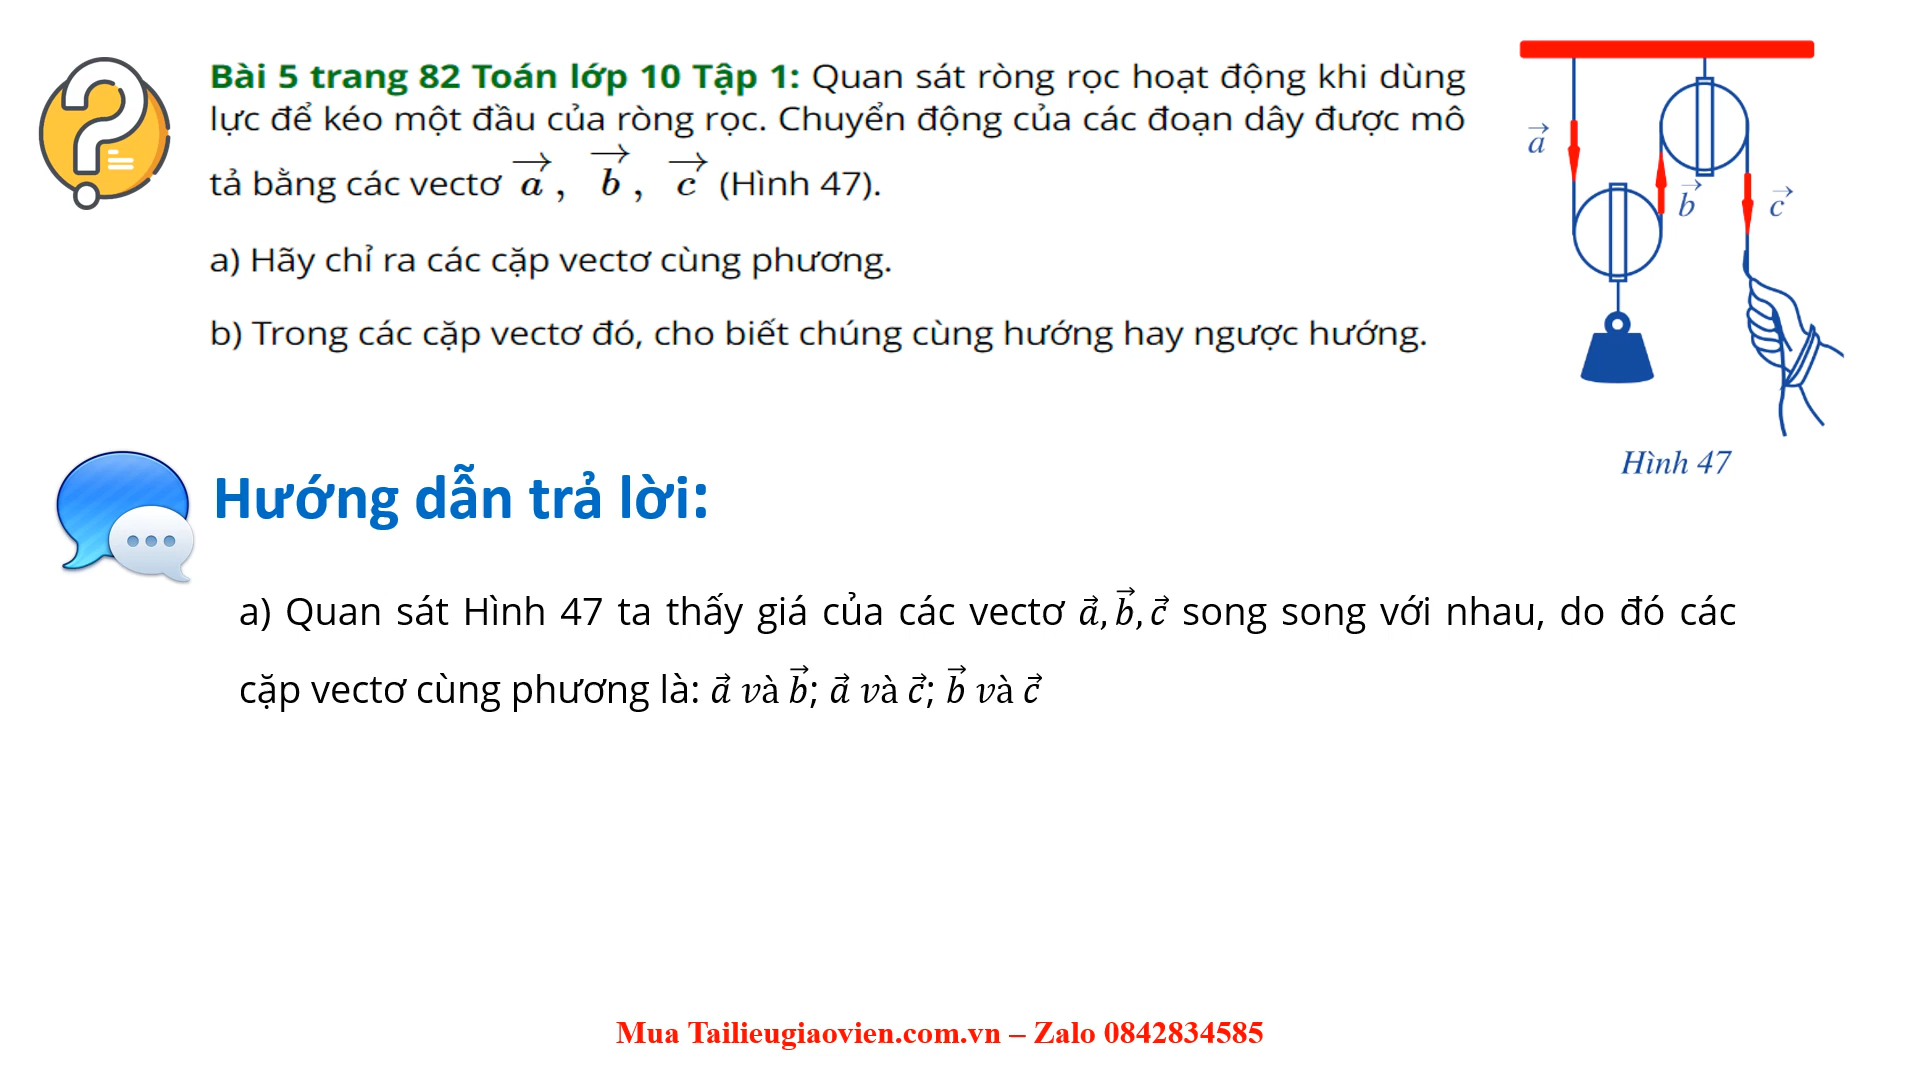 Bài 5 trang 82 Toán lớp 10 Tập 1: Quan sát ròng rọc hoạt động khi dùng
lực để kéo một đầu của ròng rọc. Chuyển động của các đoạn dây được mô
tả bằng các vectơ a⃗, b⃗, c⃗ (Hình 47).
a) Hãy chỉ ra các cặp vectơ cùng phương.
b) Trong các cặp vectơ đó, cho biết chúng cùng hướng hay ngược hướng.
a⃗
b⃗
c⃗
Hình 47
Hướng dẫn trả lời:
a) Quan sát Hình 47 ta thấy giá của các vectơ a⃗, b⃗, c⃗ song song với nhau, do đó các
cặp vectơ cùng phương là: a⃗ và b⃗; a⃗ và c⃗; b⃗ và c⃗
Mua Tailieugiaovien.com.vn – Zalo 0842834585